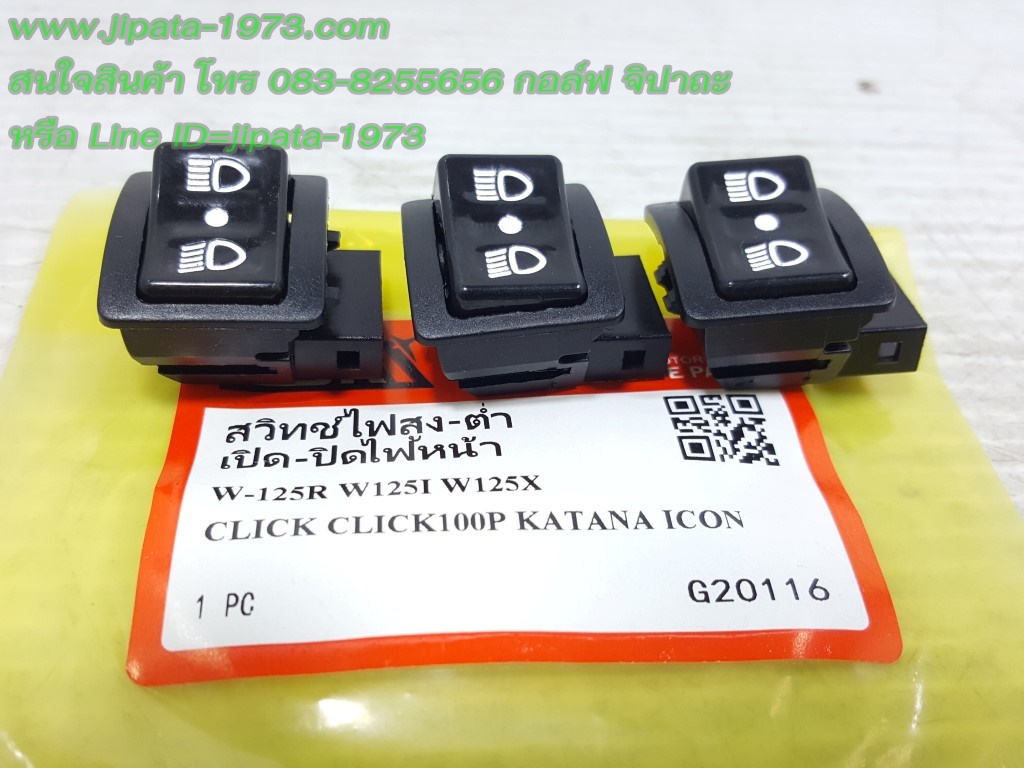 www.jipata-1973.com
สนใจสินค้า โทร 083-8255656 กอล์ฟ จิปาถะ
หรือ Line ID=jipata-1973
สวิทช์ไฟสูง-ต่ำ
เปิด-ปิดไฟหน้า
W-125R W125I W125X
CLICK CLICK100P KATANA ICON
1 PC
G20116